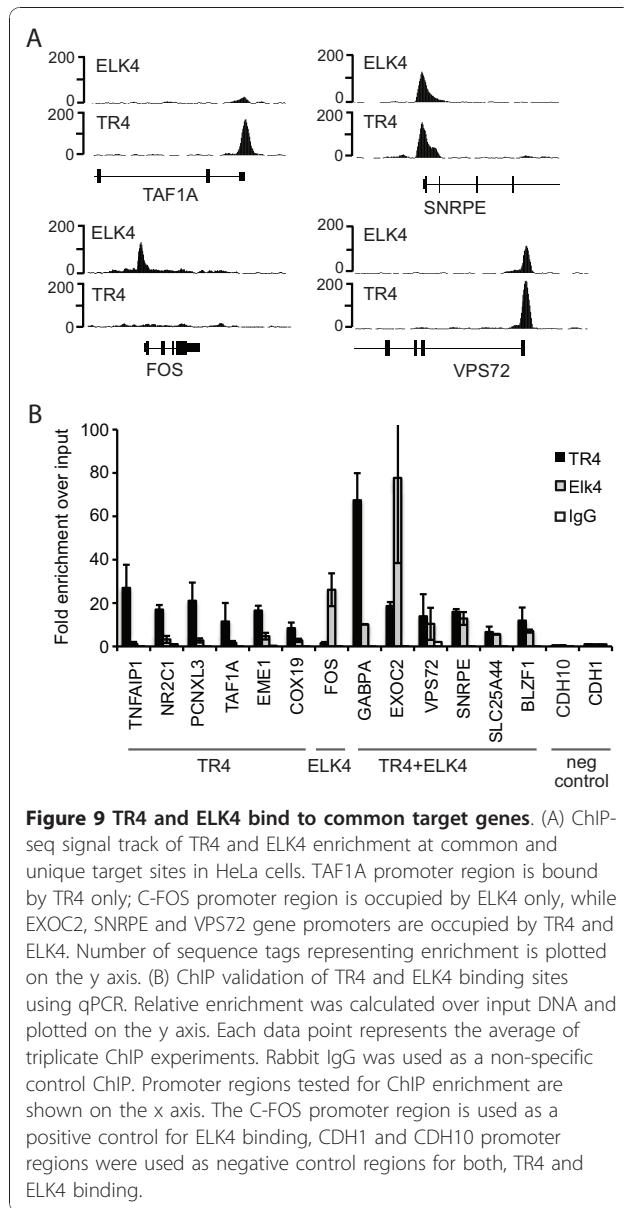 A
200
ELK4
0
200
TR4
0
TAF1A
200
ELK4
0
200
TR4
0
SNRPE
200
ELK4
0
200
TR4
0
FOS
200
ELK4
0
200
TR4
0
VPS72
B
Fold enrichment over input
100
80
60
40
20
0
TR4
Elk4
IgG
TNFAIP1
NR2C1
PCNXL3
TAF1A
EME1
COX19
FOS
GABPA
EXOC2
VPS72
SNRPE
SLC25A44
BLZF1
CDH10
CDH1
TR4
ELK4
TR4+ELK4
neg
control
Figure 9 TR4 and ELK4 bind to common target genes. (A) ChIP-
seq signal track of TR4 and ELK4 enrichment at common and
unique target sites in HeLa cells. TAF1A promoter region is bound
by TR4 only; C-FOS promoter region is occupied by ELK4 only, while
EXOC2, SNRPE and VPS72 gene promoters are occupied by TR4 and
ELK4. Number of sequence tags representing enrichment is plotted
on the y axis. (B) ChIP validation of TR4 and ELK4 binding sites
using qPCR. Relative enrichment was calculated over input DNA and
plotted on the y axis. Each data point represents the average of
triplicate ChIP experiments. Rabbit IgG was used as a non-specific
control ChIP. Promoter regions tested for ChIP enrichment are
shown on the x axis. The C-FOS promoter region is used as a
positive control for ELK4 binding, CDH1 and CDH10 promoter
regions were used as negative control regions for both, TR4 and
ELK4 binding.